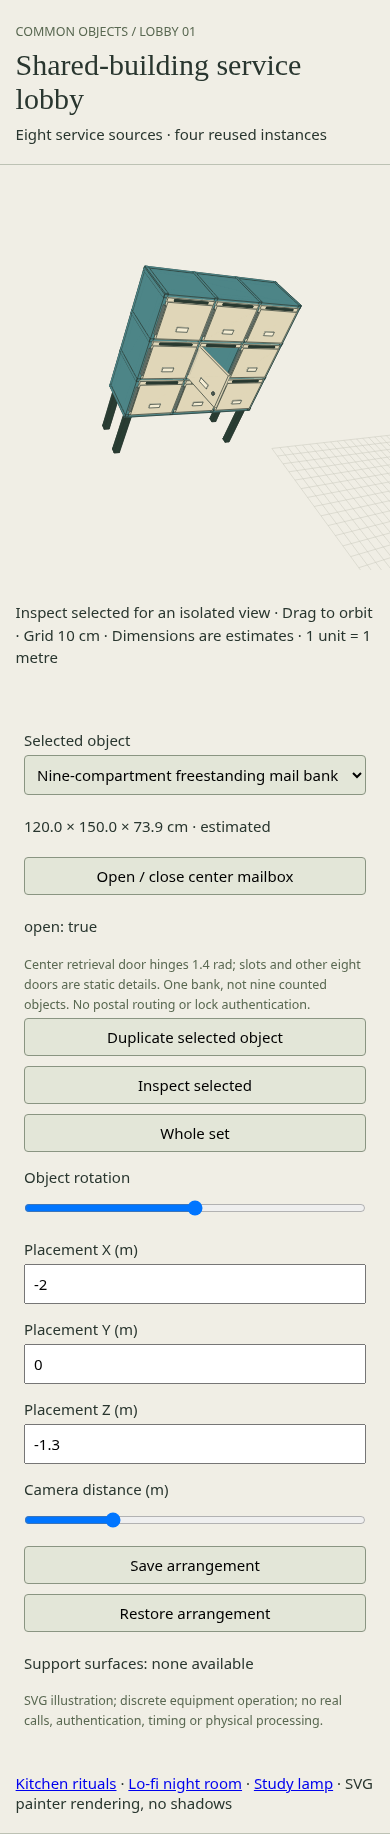 COMMON OBJECTS / LOBBY 01
Shared-building service
lobby
Eight service sources · four reused instances
Inspect selected for an isolated view · Drag to orbit
· Grid 10 cm · Dimensions are estimates · 1 unit = 1
metre
Selected object
Nine-compartment freestanding mail bank
120.0 × 150.0 × 73.9 cm · estimated
Open / close center mailbox
open: true
Center retrieval door hinges 1.4 rad; slots and other eight
doors are static details. One bank, not nine counted
objects. No postal routing or lock authentication.
Duplicate selected object
Inspect selected
Whole set
Object rotation
Placement X (m)
-2
Placement Y (m)
0
Placement Z (m)
-1.3
Camera distance (m)
Save arrangement
Restore arrangement
Support surfaces: none available
SVG illustration; discrete equipment operation; no real
calls, authentication, timing or physical processing.
Kitchen rituals · Lo-fi night room · Study lamp · SVG
painter rendering, no shadows